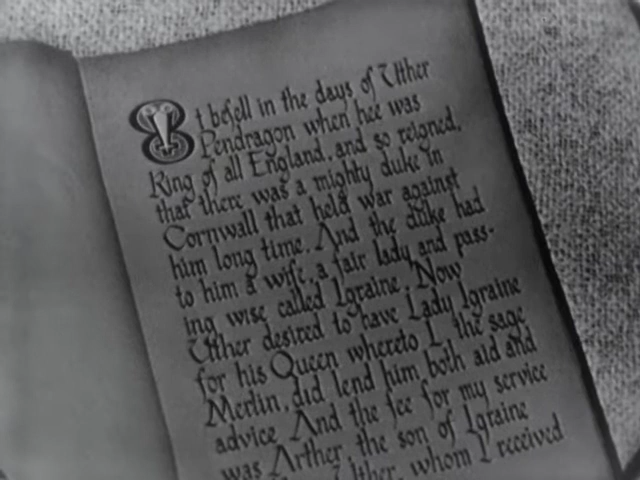 It befell in the days of Uther
Pendragon when hee was
King of all England, and so reigned,
that there was a mighty duke in
Cornwall that held war against
him long time. And the duke had
to him a wife, a fair lady and pass-
ing wise called Igraine. Now
Uther desired to have Lady Igraine
for his Queen whereto I, the sage
Merlin, did lend him both aid and
advice. And the fee for my service
was Arther, the son of Igraine
Uther, whom I received